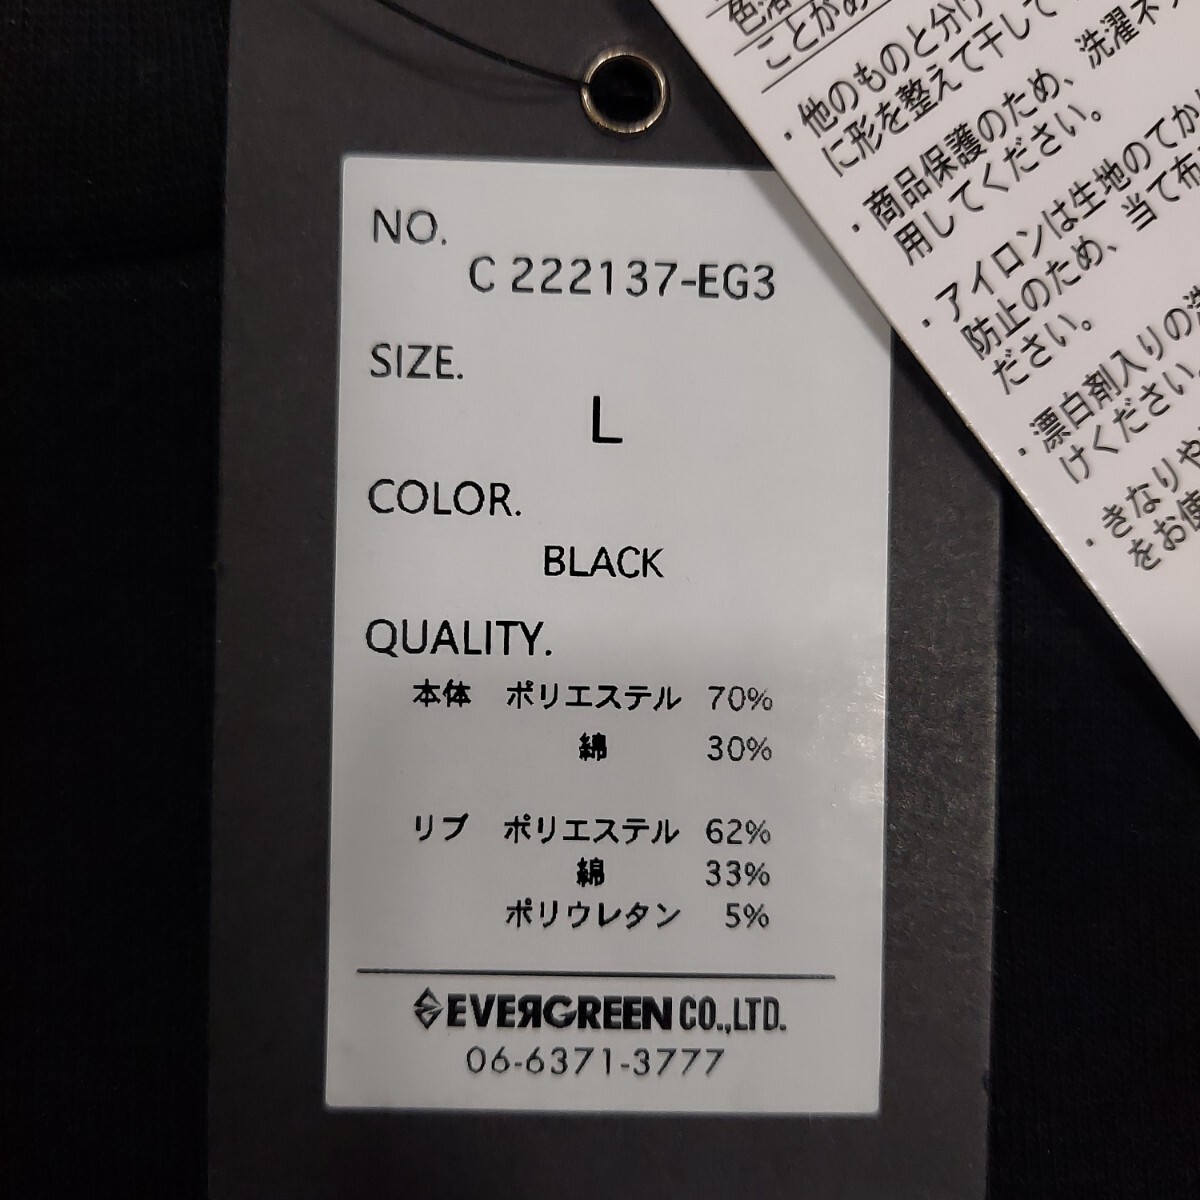 NO.
C 222137-EG3
SIZE.
L
COLOR.
BLACK
QUALITY.
本体 ポリエステル 70%
綿 30%
リブ ポリエステル 62%
綿 33%
ポリウレタン 5%
EVERGREEN CO.,LTD.
06-6371-3777
ことがあ
・他のものと分け
に形を整えて干して
・商品保護のため、洗濯ネ
用してください。
・アイロンは生地のてか
防止のため、当て布
ださい。
・漂白剤入りの洗
けください。
・きなりや
をお使